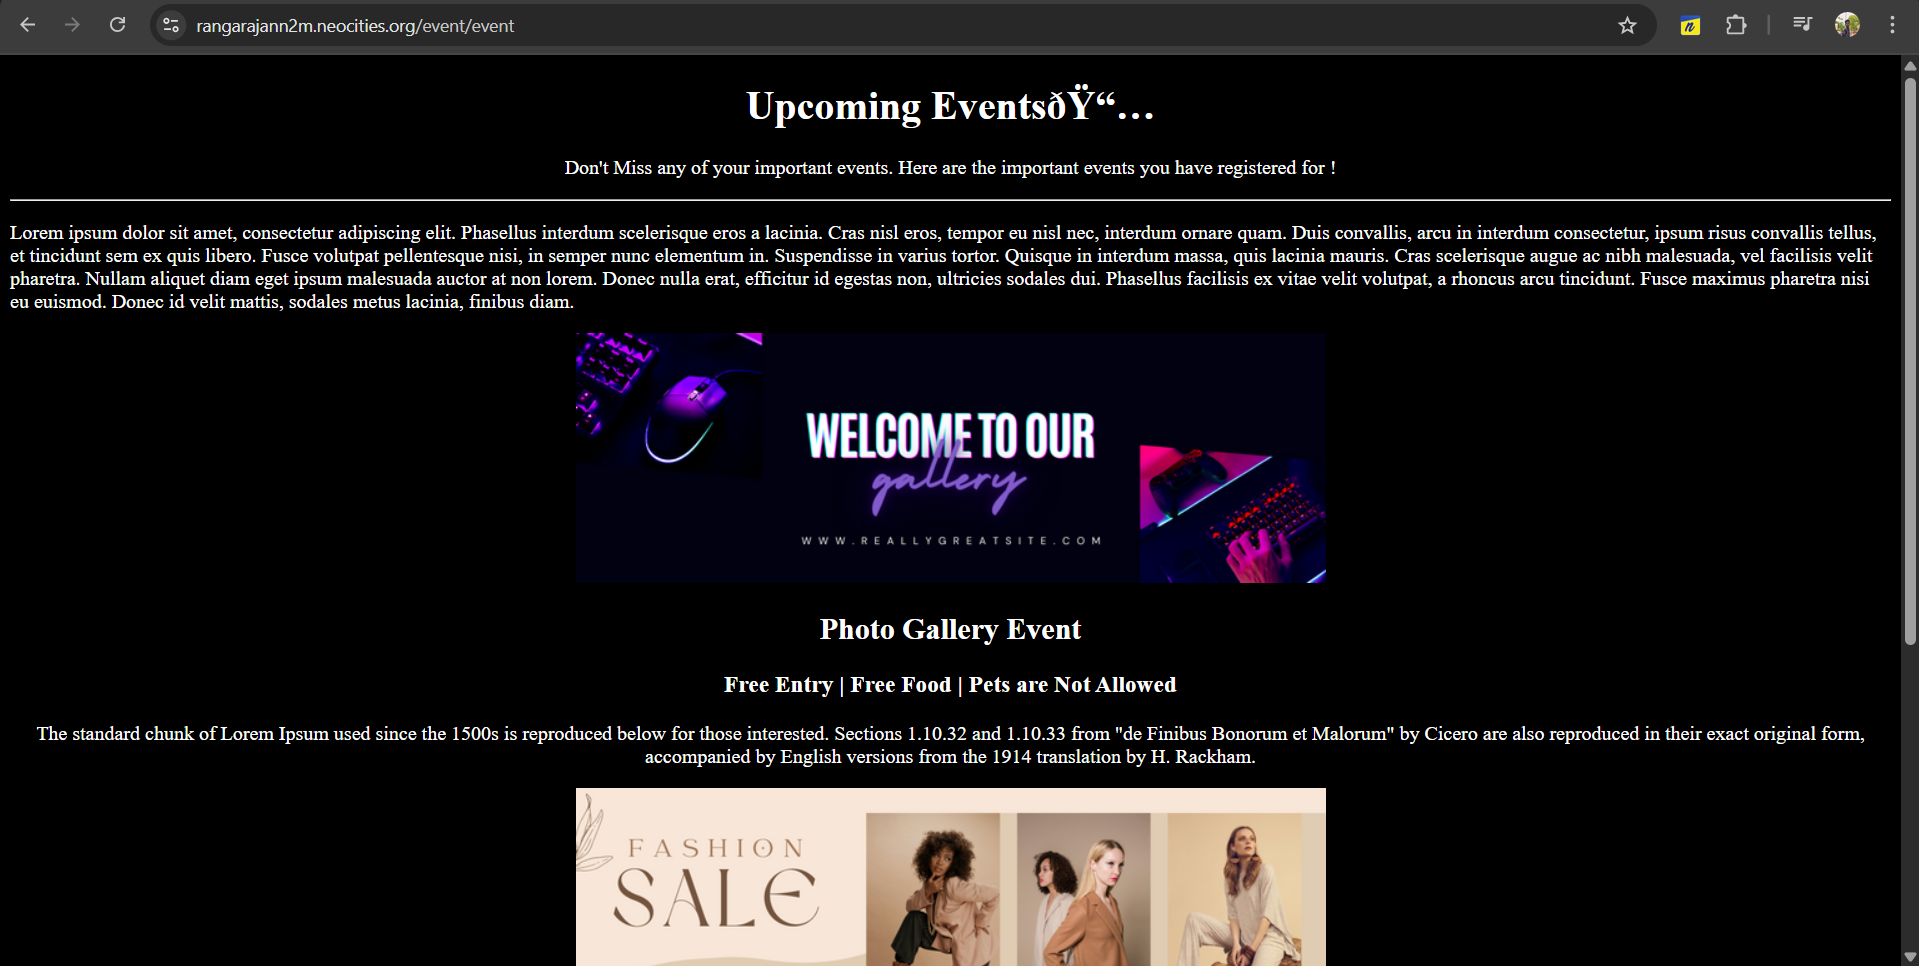 rangarajann2m.neocities.org/event/event
Upcoming EventsðŸ“…
Don't Miss any of your important events. Here are the important events you have registered for !
Lorem ipsum dolor sit amet, consectetur adipiscing elit. Phasellus interdum scelerisque eros a lacinia. Cras nisl eros, tempor eu nisl nec, interdum ornare quam. Duis convallis, arcu in interdum consectetur, ipsum risus convallis tellus,
et tincidunt sem ex quis libero. Fusce volutpat pellentesque nisi, in semper nunc elementum in. Suspendisse in varius tortor. Quisque in interdum massa, quis lacinia mauris. Cras scelerisque augue ac nibh malesuada, vel facilisis velit
pharetra. Nullam aliquet diam eget ipsum malesuada auctor at non lorem. Donec nulla erat, efficitur id egestas non, ultricies sodales dui. Phasellus facilisis ex vitae velit volutpat, a rhoncus arcu tincidunt. Fusce maximus pharetra nisi
eu euismod. Donec id velit mattis, sodales metus lacinia, finibus diam.
WELCOME TO OUR
gallery
WWW.REALLYGREATSITE.COM
Photo Gallery Event
Free Entry | Free Food | Pets are Not Allowed
The standard chunk of Lorem Ipsum used since the 1500s is reproduced below for those interested. Sections 1.10.32 and 1.10.33 from "de Finibus Bonorum et Malorum" by Cicero are also reproduced in their exact original form,
accompanied by English versions from the 1914 translation by H. Rackham.
FASHION
SALE